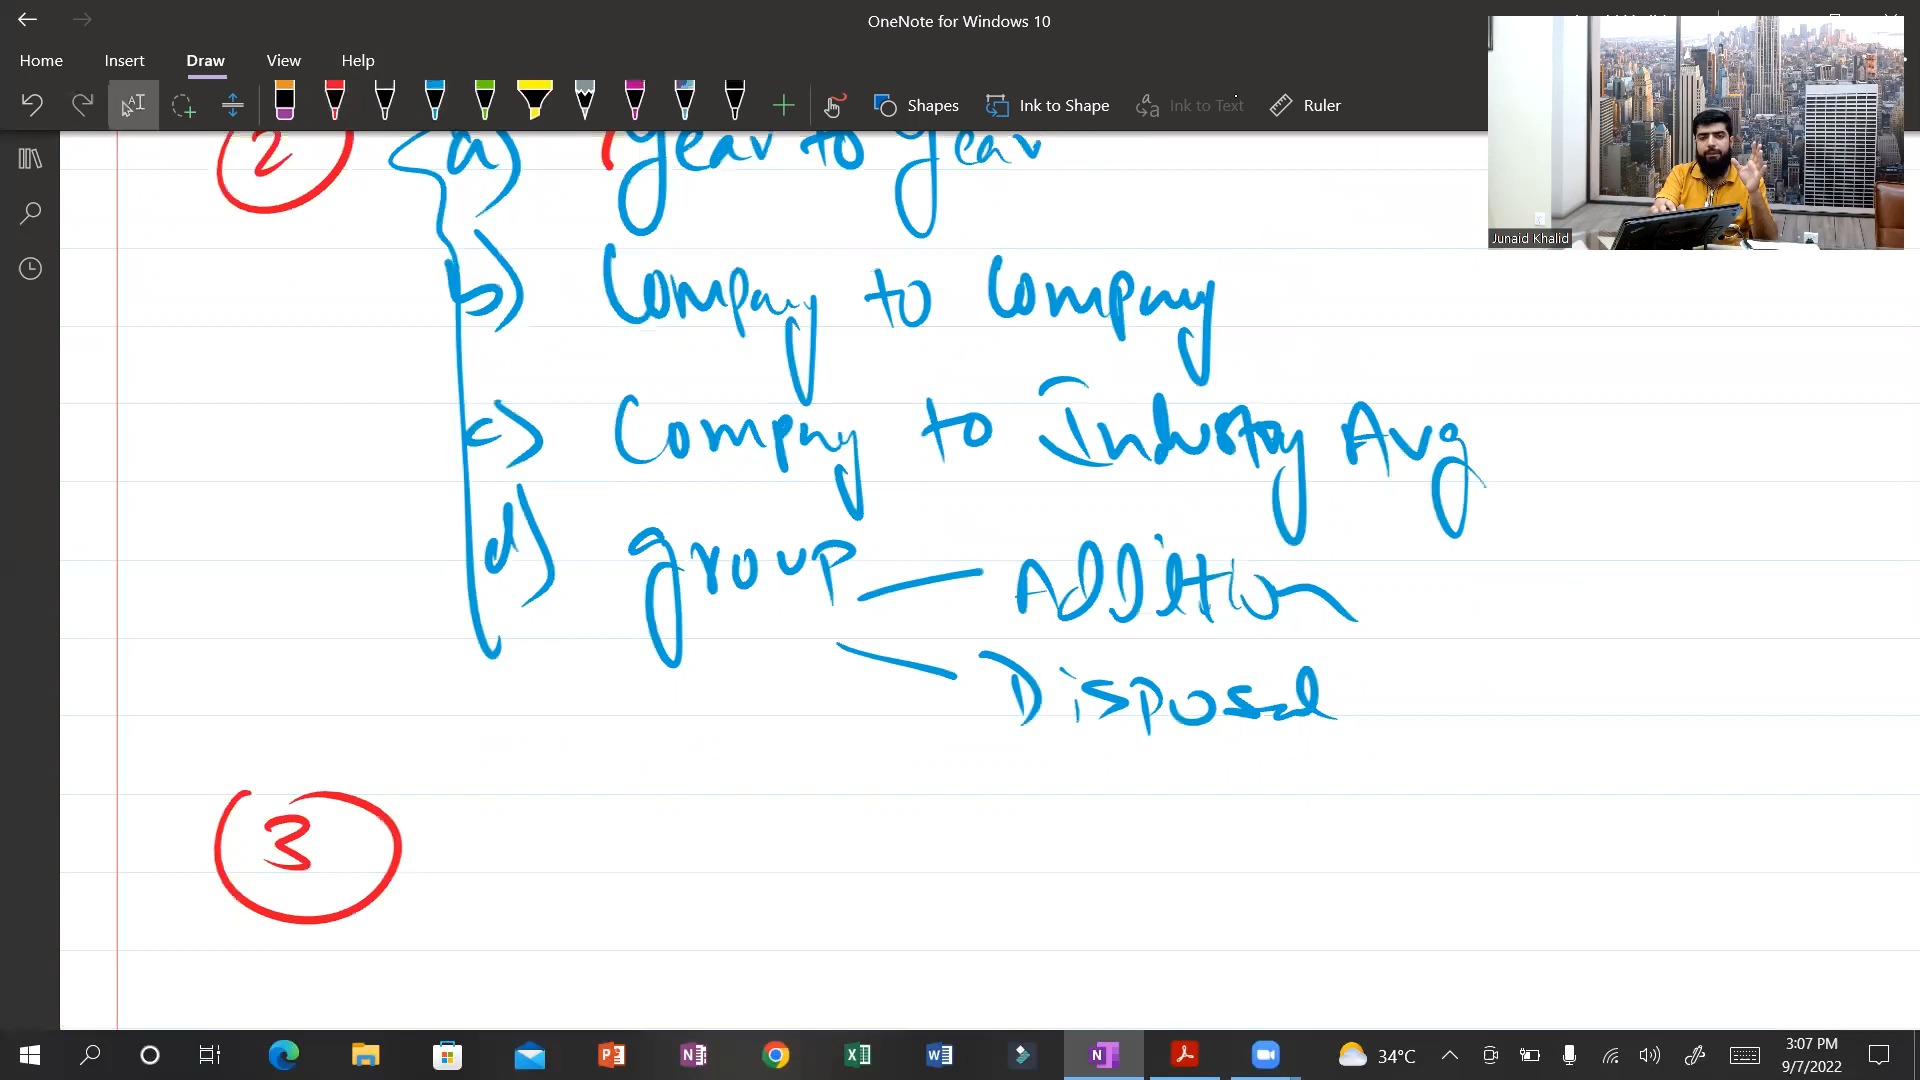 OneNote for Windows 10
Home Insert Draw View Help
Shapes Ink to Shape Ink to Text Ruler
Junaid Khalid
2 a) Year to Year
b) Company to Company
c) Company to Industry Avg
d) group Addition
Disposal
3
34°C
3:07 PM
9/7/2022